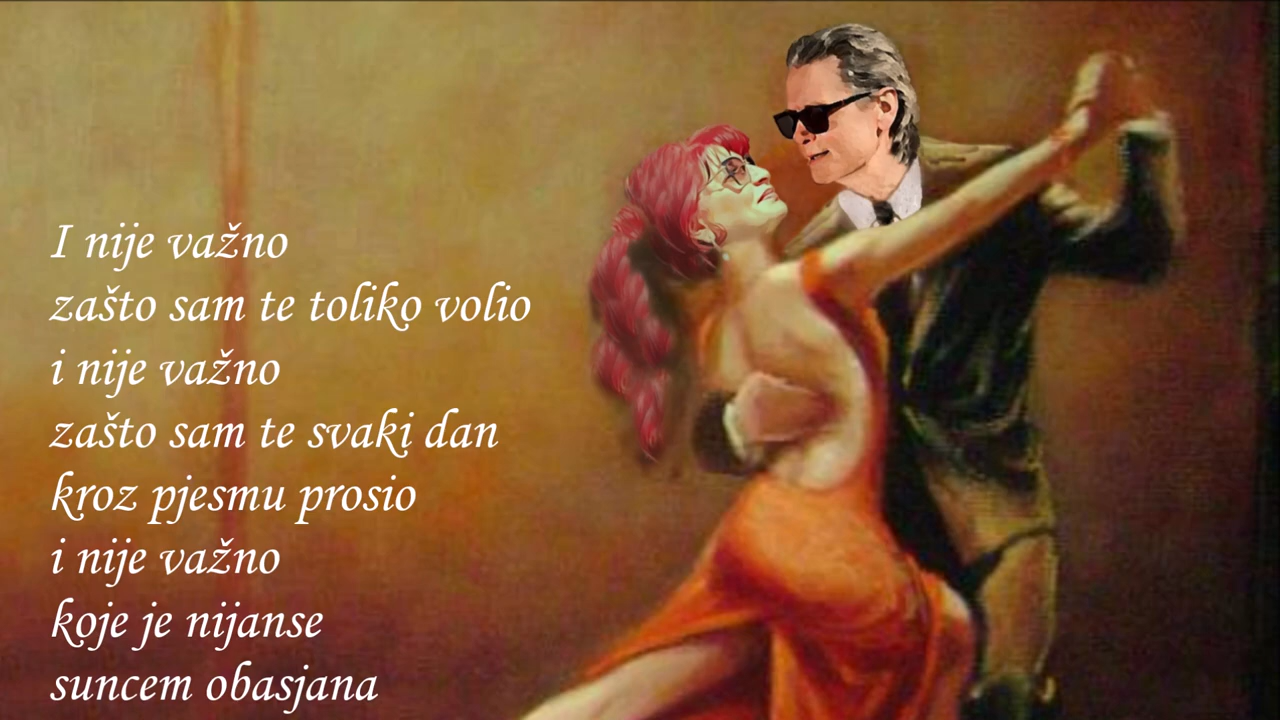 I nije važno
zašto sam te toliko volio
i nije važno
zašto sam te svaki dan
kroz pjesmu prosio
i nije važno
koje je nijanse
suncem obasjana